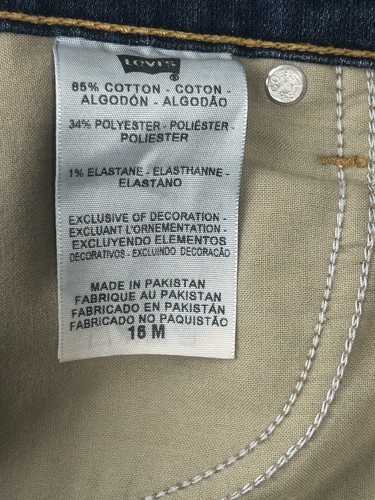 Levi's
®
65% COTTON - COTON -
ALGODÓN - ALGODÃO
34% POLYESTER - POLIÉSTER -
POLIESTER
1% ELASTANE - ELASTHANNE -
ELASTANO
EXCLUSIVE OF DECORATION -
EXCLUANT L'ORNEMENTATION -
EXCLUYENDO ELEMENTOS
DECORATIVOS - EXCLUINDO DECORACÃO
MADE IN PAKISTAN
FABRIQUE AU PAKISTAN
FABRICADO EN PAKISTÁN
FABRICADO NO PAQUISTÃO
16 M